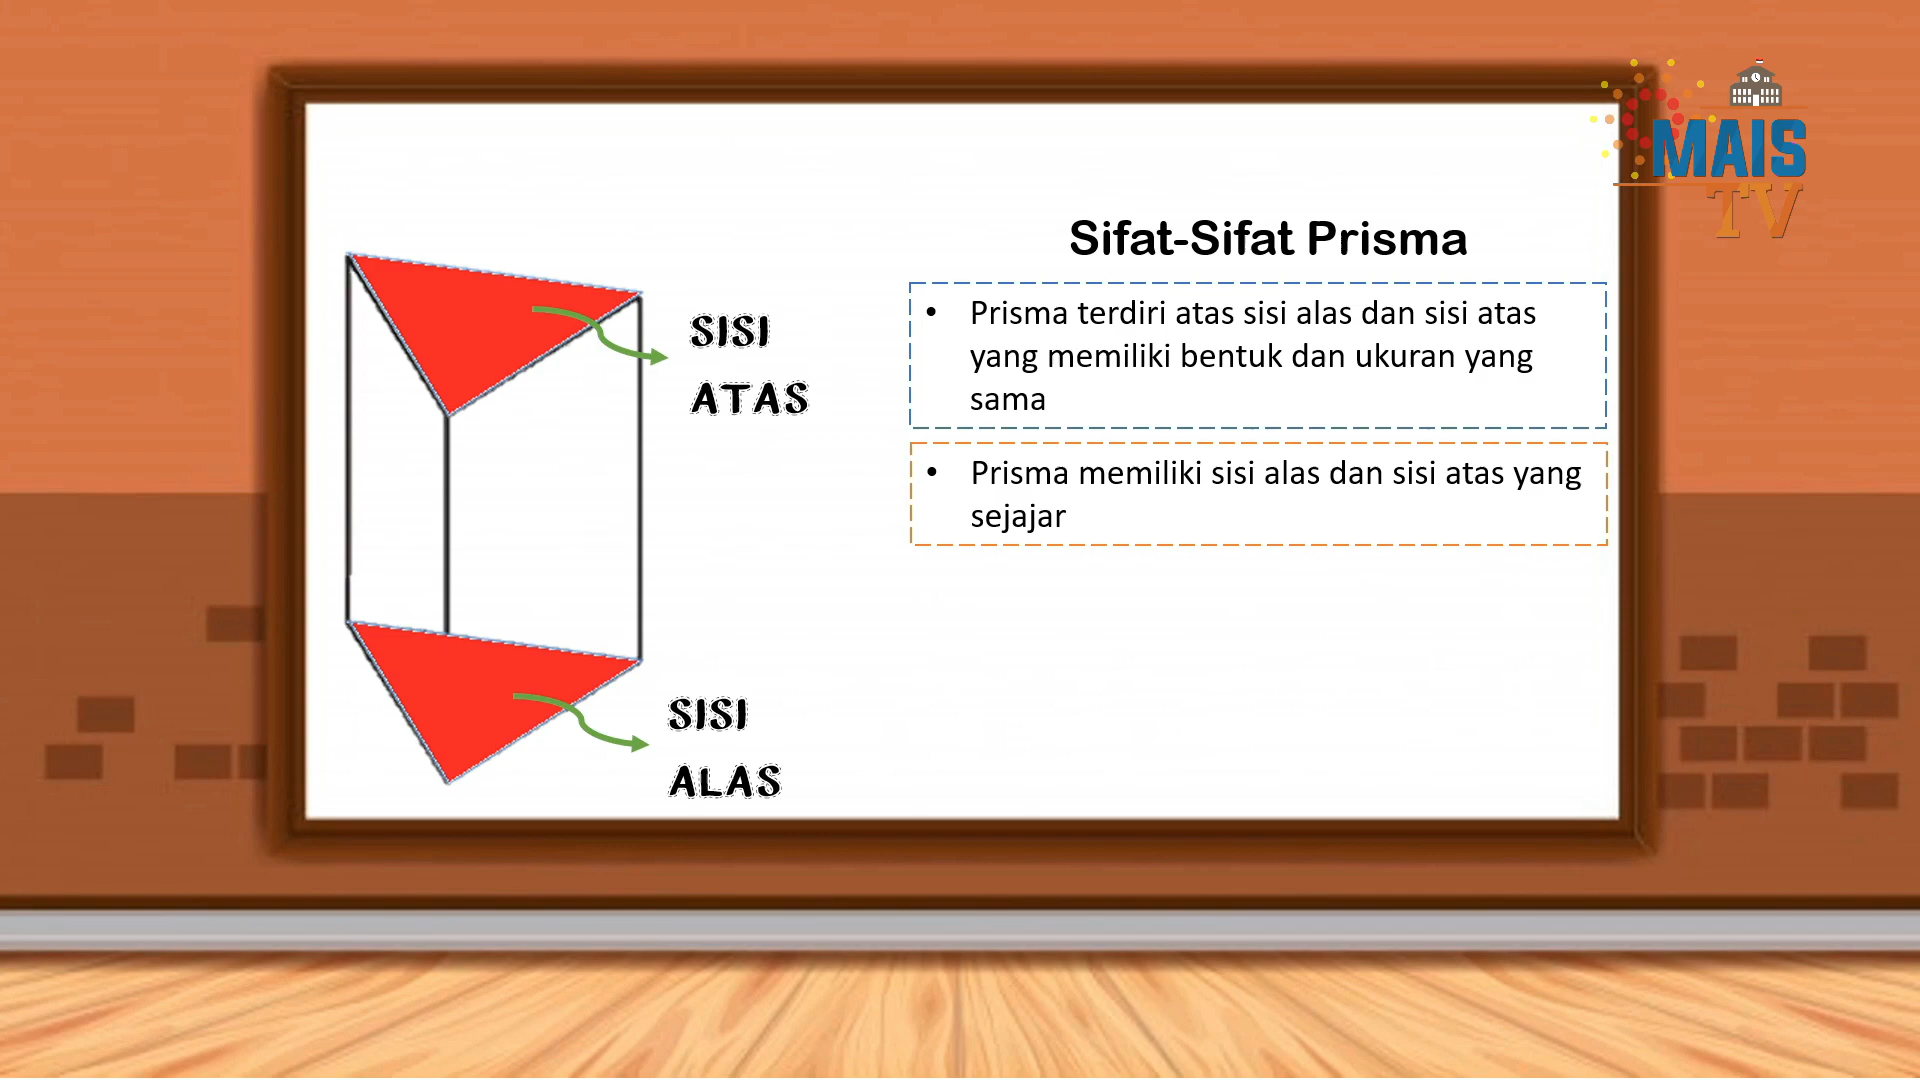 MAIS
TV
Sifat-Sifat Prisma
• Prisma terdiri atas sisi alas dan sisi atas
yang memiliki bentuk dan ukuran yang
sama
• Prisma memiliki sisi alas dan sisi atas yang
sejajar
SISI
ATAS
SISI
ALAS